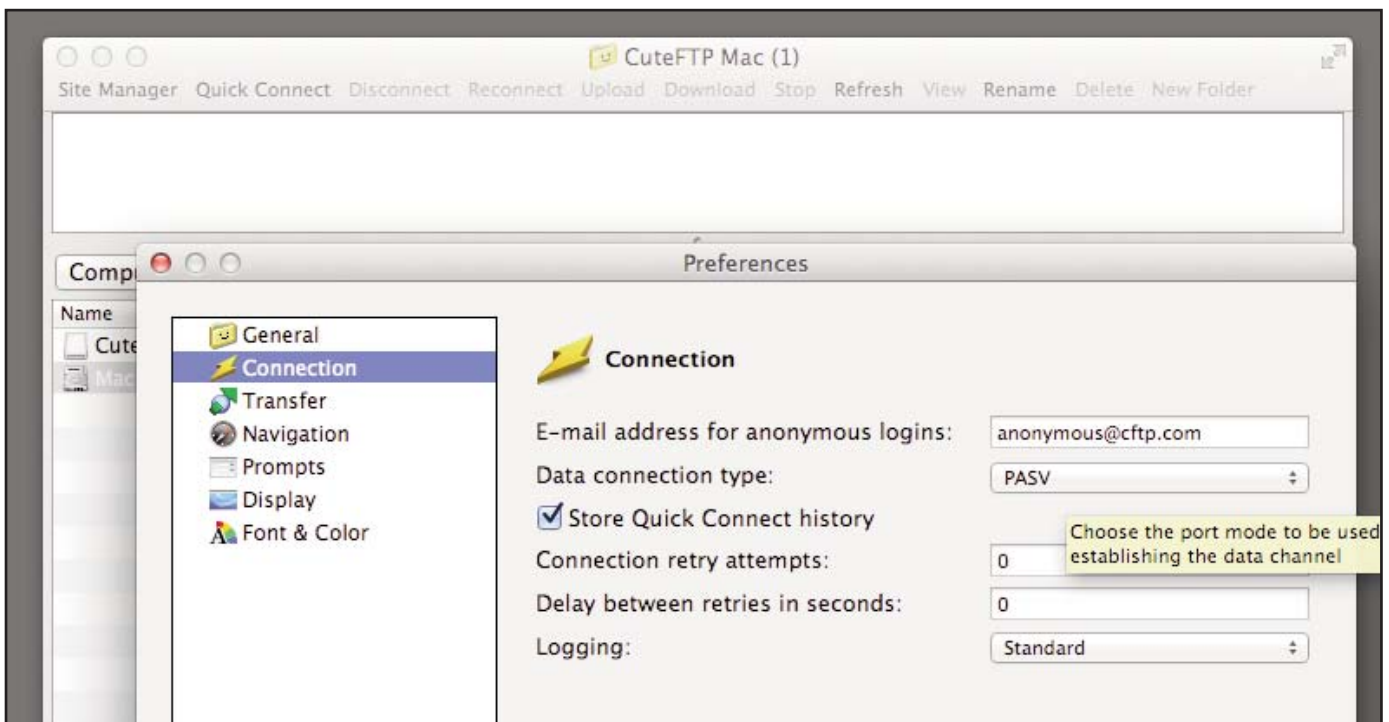 CuteFTP Mac (1)
Site Manager Quick Connect Disconnect Reconnect Upload Download Stop Refresh View Rename Delete New Folder
Preferences
Comp
Name
Cute
Mac
General
Connection
Transfer
Navigation
Prompts
Display
Font & Color
Connection
E-mail address for anonymous logins: anonymous@cftp.com
Data connection type: PASV
Store Quick Connect history
Choose the port mode to be used
establishing the data channel
Connection retry attempts: 0
Delay between retries in seconds: 0
Logging: Standard